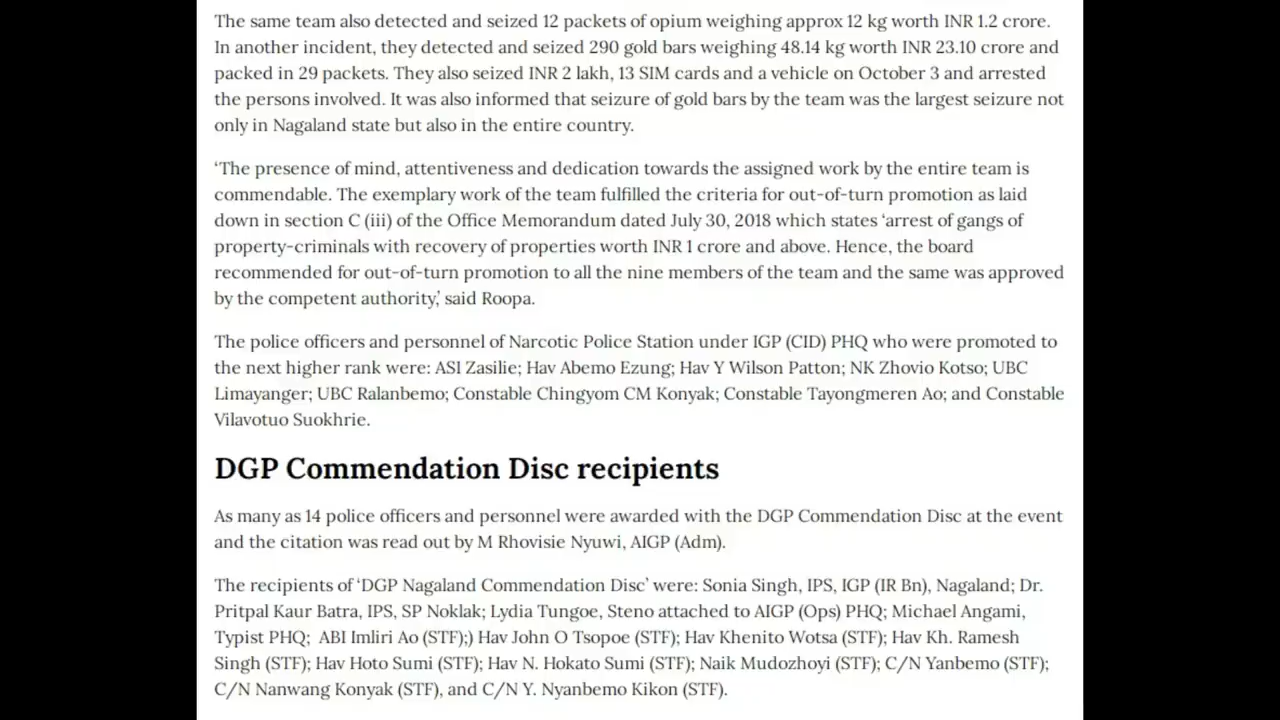 The same team also detected and seized 12 packets of opium weighing approx 12 kg worth INR 1.2 crore.
In another incident, they detected and seized 290 gold bars weighing 48.14 kg worth INR 23.10 crore and
packed in 29 packets. They also seized INR 2 lakh, 13 SIM cards and a vehicle on October 3 and arrested
the persons involved. It was also informed that seizure of gold bars by the team was the largest seizure not
only in Nagaland state but also in the entire country.
‘The presence of mind, attentiveness and dedication towards the assigned work by the entire team is
commendable. The exemplary work of the team fulfilled the criteria for out-of-turn promotion as laid
down in section C (iii) of the Office Memorandum dated July 30, 2018 which states ‘arrest of gangs of
property-criminals with recovery of properties worth INR 1 crore and above. Hence, the board
recommended for out-of-turn promotion to all the nine members of the team and the same was approved
by the competent authority,’ said Roopa.
The police officers and personnel of Narcotic Police Station under IGP (CID) PHQ who were promoted to
the next higher rank were: ASI Zasilie; Hav Abemo Ezung; Hav Y Wilson Patton; NK Zhovio Kotso; UBC
Limayanger; UBC Ralanbemo; Constable Chingyom CM Konyak; Constable Tayongmeren Ao; and Constable
Vilavotuo Suokhrie.
DGP Commendation Disc recipients
As many as 14 police officers and personnel were awarded with the DGP Commendation Disc at the event
and the citation was read out by M Rhovisie Nyuwi, AIGP (Adm).
The recipients of ‘DGP Nagaland Commendation Disc’ were: Sonia Singh, IPS, IGP (IR Bn), Nagaland; Dr.
Pritpal Kaur Batra, IPS, SP Noklak; Lydia Tungoe, Steno attached to AIGP (Ops) PHQ; Michael Angami,
Typist PHQ;  ABI Imliri Ao (STF);) Hav John O Tsopoe (STF); Hav Khenito Wotsa (STF); Hav Kh. Ramesh
Singh (STF); Hav Hoto Sumi (STF); Hav N. Hokato Sumi (STF); Naik Mudozhoyi (STF); C/N Yanbemo (STF);
C/N Nanwang Konyak (STF), and C/N Y. Nyanbemo Kikon (STF).